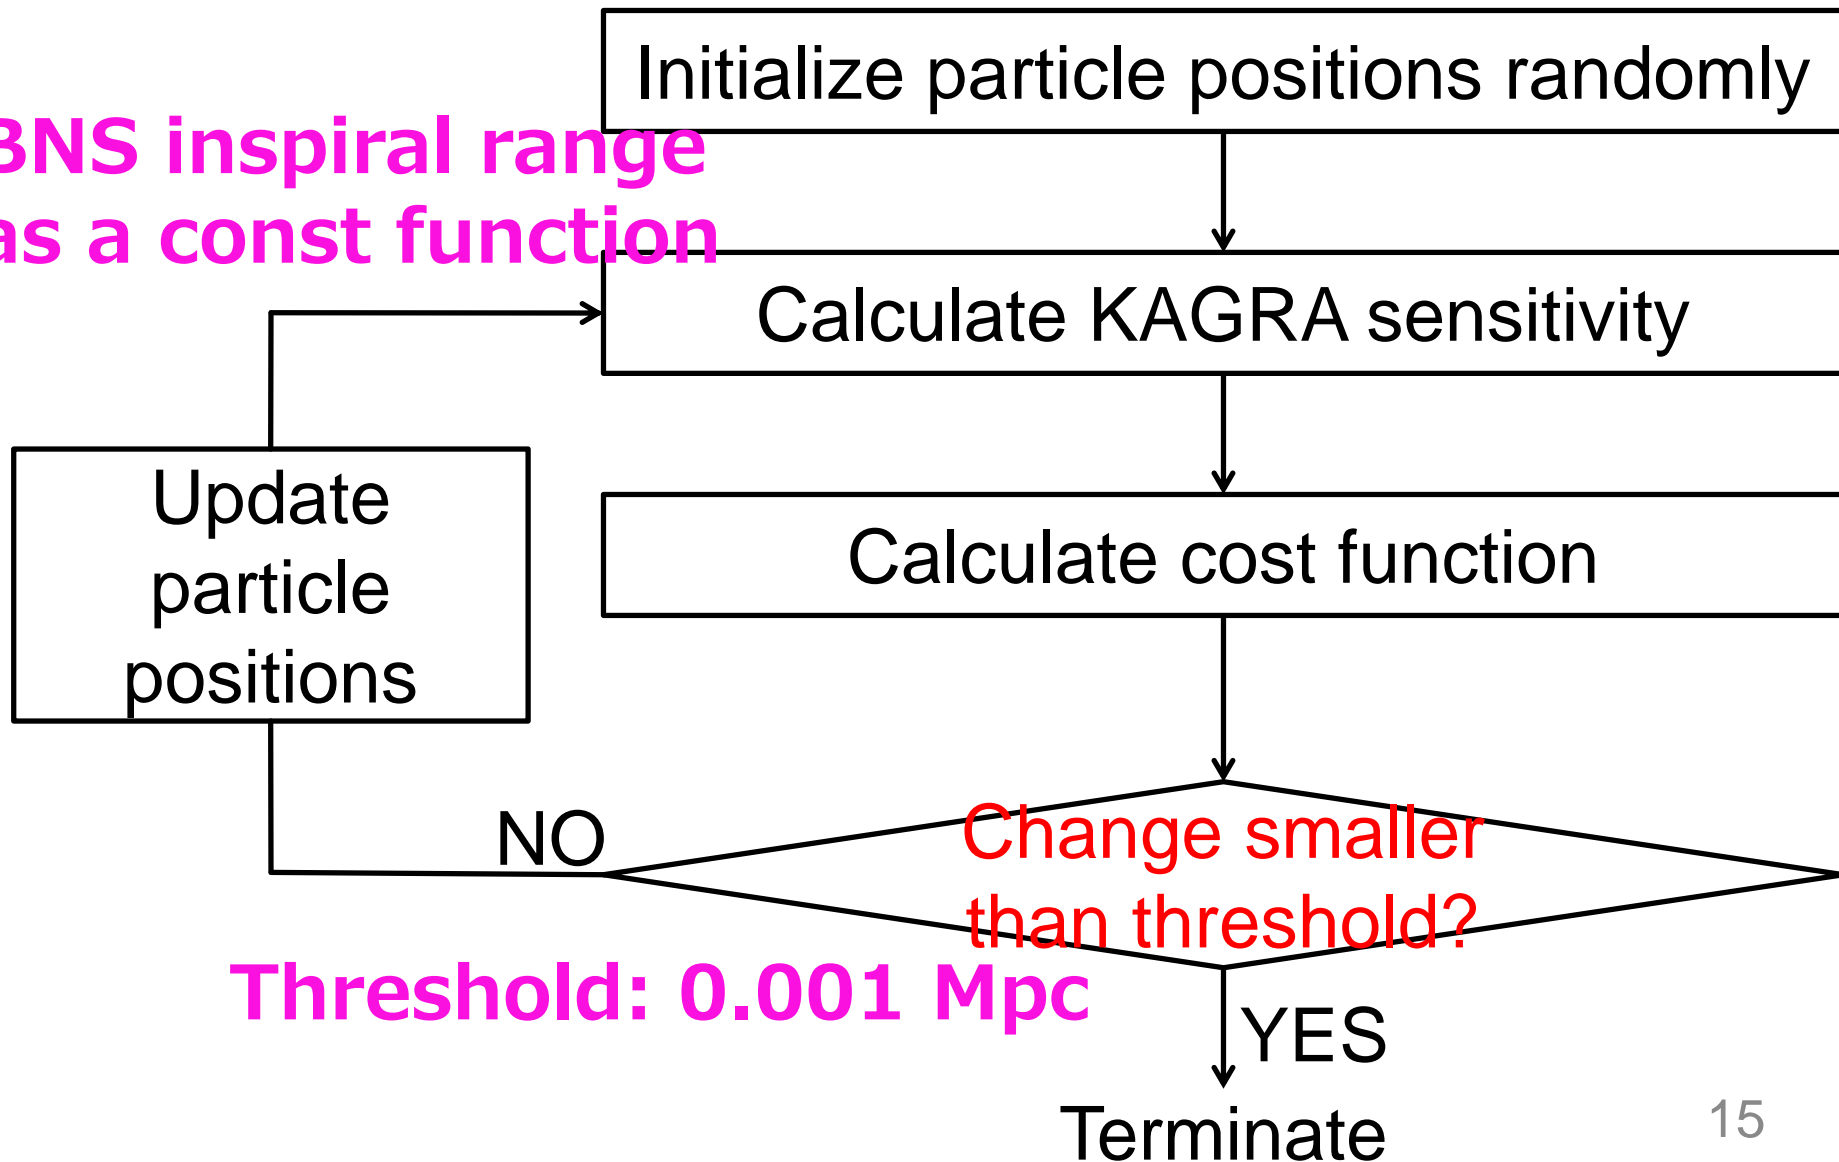 Initialize particle positions randomly
BNS inspiral range
as a const function
Calculate KAGRA sensitivity
Update
particle
positions
Calculate cost function
NO
Change smaller
than threshold?
Threshold: 0.001 Mpc
YES
Terminate
15